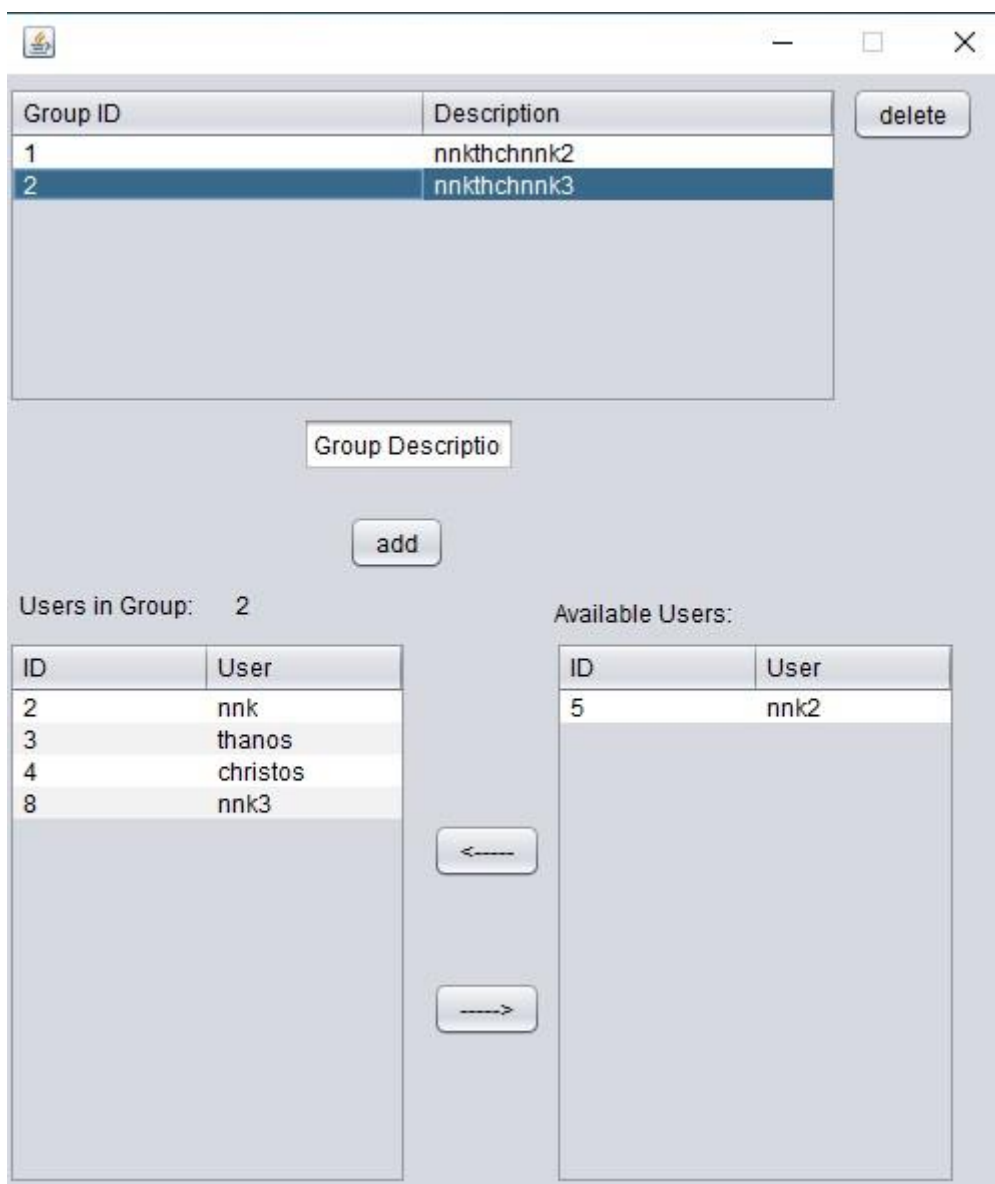 Group ID Description
delete
1 nnkthchnnk2
2 nnkthchnnk3
Group Descriptio
add
Users in Group: 2
Available Users:
ID User
2 nnk
3 thanos
4 christos
8 nnk3
<-----
----->
ID User
5 nnk2